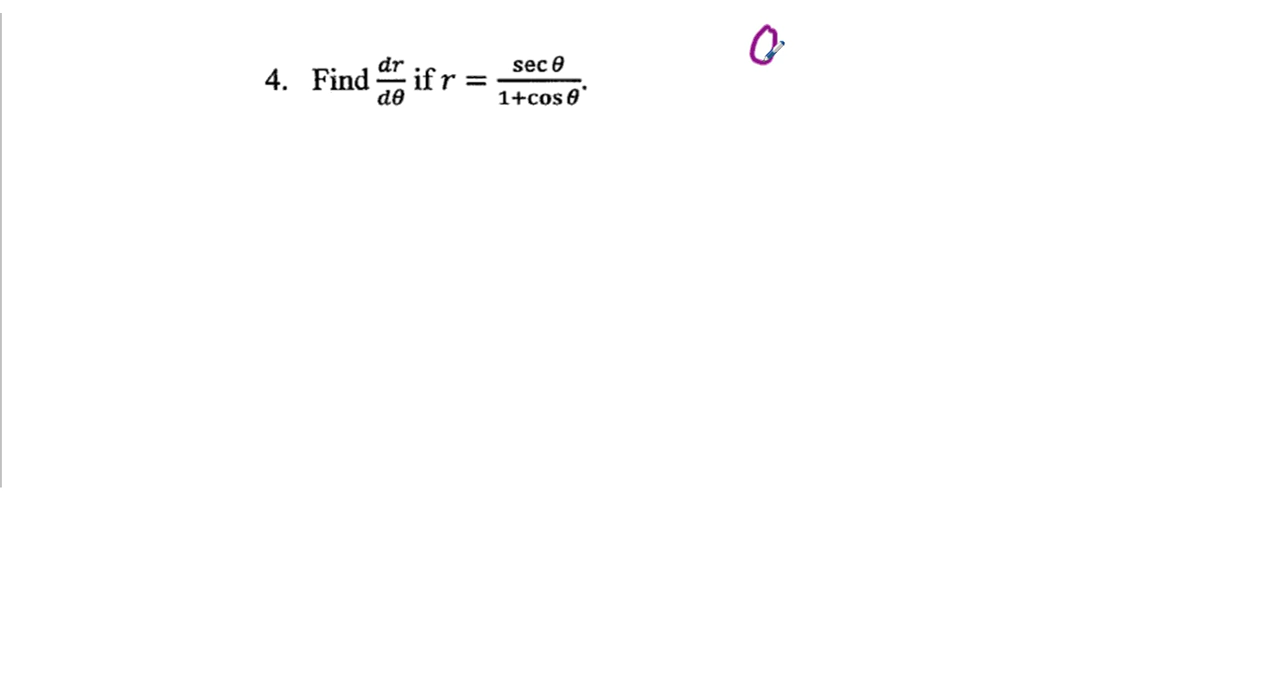 4. Find dr/dθ if r = sec θ/1+cos θ.